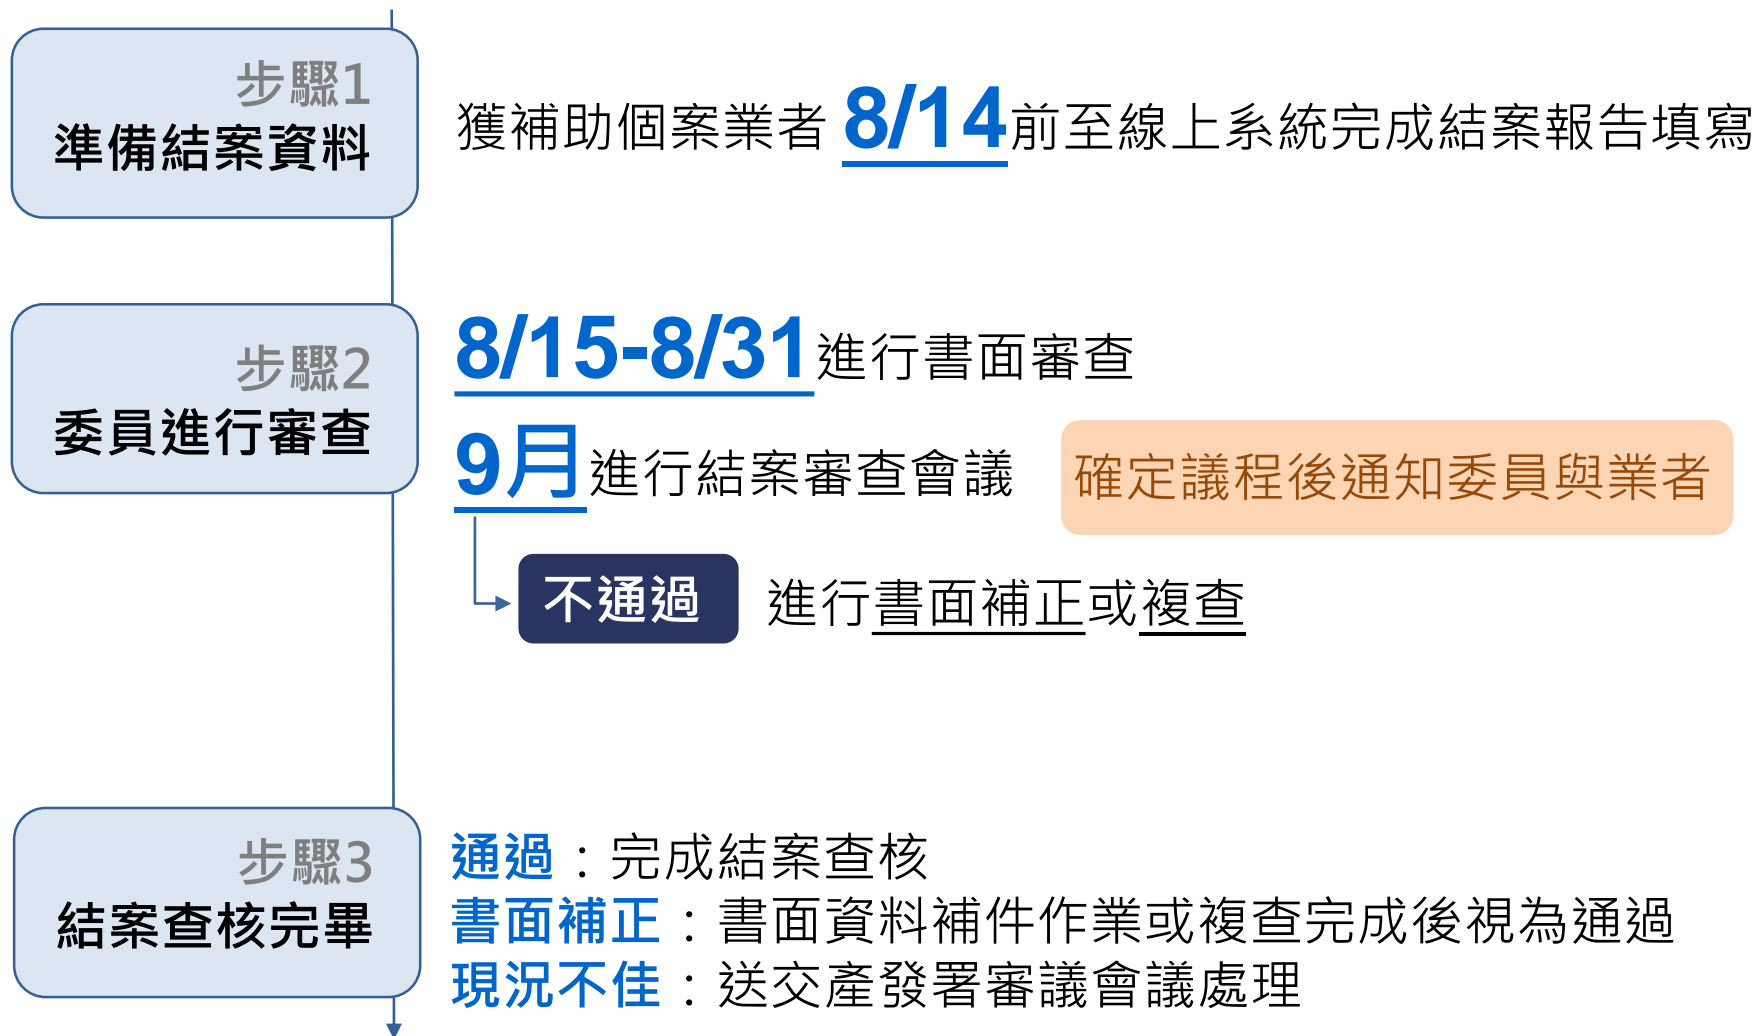 步驟1
準備結案資料
獲補助個案業者 8/14前至線上系統完成結案報告填寫
步驟2
委員進行審查
8/15-8/31進行書面審查
9月進行結案審查會議
確定議程後通知委員與業者
不通過
進行書面補正或複查
步驟3
結案查核完畢
通過：完成結案查核
書面補正：書面資料補件作業或複查完成後視為通過
現況不佳：送交產發署審議會議處理